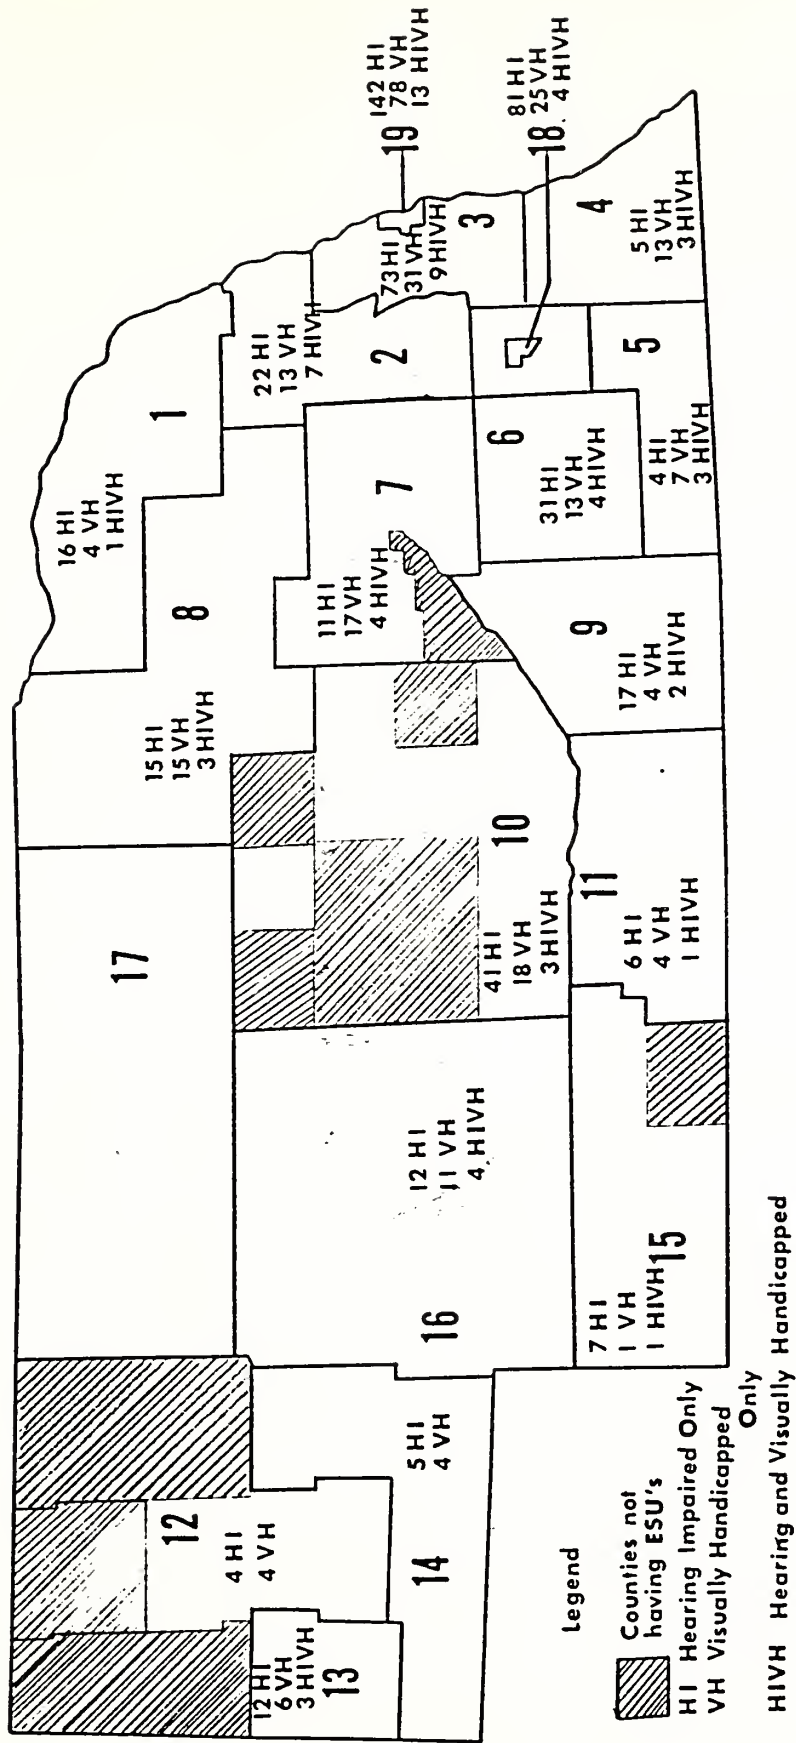 142 HI
78 VH
19 13 HIVH
81 HI
25 VH
18. 4 HIVH
73 HI
31 VH
9 HIVH
3
4
5 HI
13 VH
3 HIVH
22 HI
13 VH
7 HIVH
2
5
4 HI
7 VH
3 HIVH
1
16 HI
4 VH
1 HIVH
6
31 HI
13 VH
4 HIVH
7
11 HI
17 VH
4 HIVH
8
15 HI
15 VH
3 HIVH
9
17 HI
4 VH
2 HIVH
10
41 HI
18 VH
3 HIVH
11
6 HI
4 VH
1 HIVH
17
12 HI
11 VH
4 HIVH
16
7 HI
1 VH
1 HIVH
15
5 HI
4 VH
14
12
4 HI
4 VH
12 HI
6 VH
3 HIVH
13
Legend
Counties not
having ESU's
HI Hearing Impaired Only
VH Visually Handicapped
Only
HIVH Hearing and Visually Handicapped